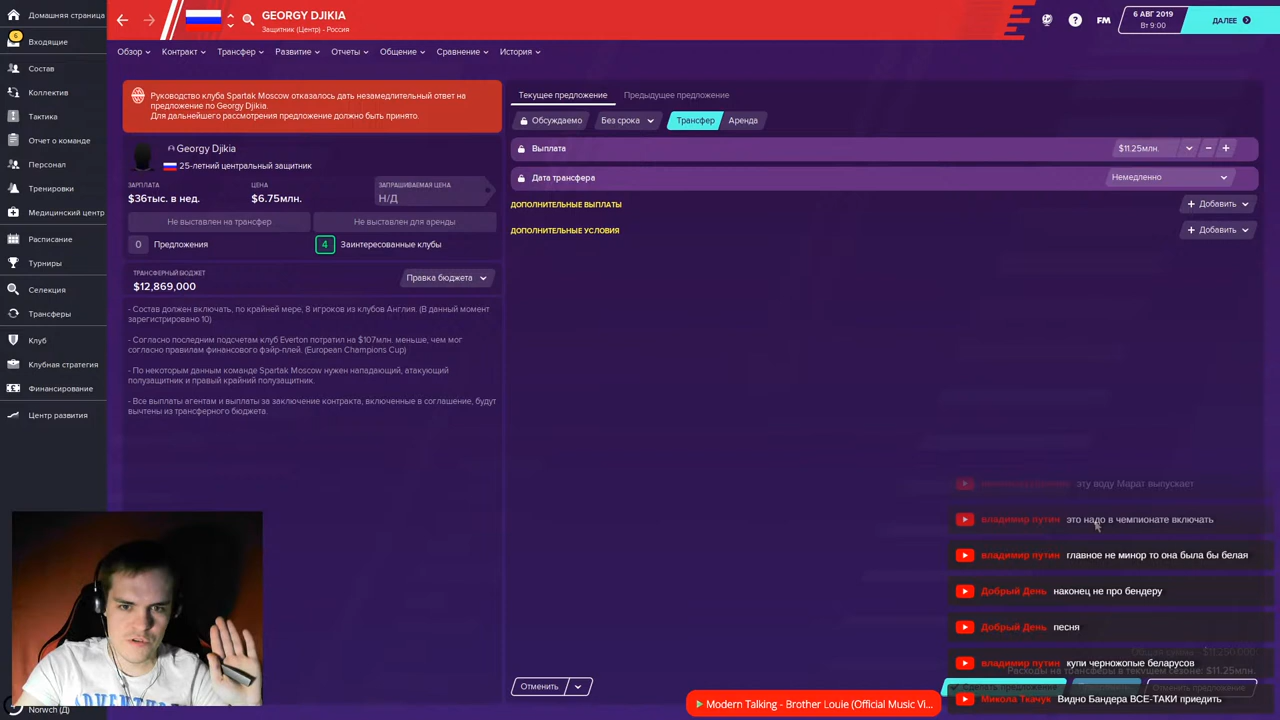 Домашняя страница
6
Входящие
Состав
Коллектив
Тактика
Отчет о команде
Персонал
Тренировки
Медицинский центр
Расписание
Турниры
Селекция
Трансферы
Клуб
Клубная стратегия
Финансирование
Центр развития
GEORGY DJIKIA
Защитник (Центр) - Россия
FM
6 АВГ 2019
Вт 9:00
ДАЛЕЕ
Обзор
Контракт
Трансфер
Развитие
Отчеты
Общение
Сравнение
История
Руководство клуба Spartak Moscow отказалось дать незамедлительный ответ на
предложение по Georgy Djikia.
Для дальнейшего рассмотрения предложение должно быть принято.
Georgy Djikia
25-летний центральный защитник
ЗАРПЛАТА
$36тыс. в нед.
ЦЕНА
$6.75млн.
ЗАПРАШИВАЕМАЯ ЦЕНА
Н/Д
Не выставлен на трансфер
Не выставлен для аренды
0 Предложения
4 Заинтересованные клубы
ТРАНСФЕРНЫЙ БЮДЖЕТ
$12,869,000
Правка бюджета
- Состав должен включать, по крайней мере, 8 игроков из клубов Англия. (В данный момент
зарегистрировано 10)
- Согласно последним подсчетам клуб Everton потратил на $107млн. меньше, чем мог
согласно правилам финансового фэйр-плей. (European Champions Cup)
- По некоторым данным команде Spartak Moscow нужен нападающий, атакующий
полузащитник и правый крайний полузащитник.
- Все выплаты агентам и выплаты за заключение контракта, включенные в соглашение, будут
вычтены из трансферного бюджета.
Текущее предложение
Предыдущее предложение
Обсуждаемо
Без срока
Трансфер
Аренда
Выплата
$11.25млн.
Дата трансфера
Немедленно
ДОПОЛНИТЕЛЬНЫЕ ВЫПЛАТЫ
Добавить
ДОПОЛНИТЕЛЬНЫЕ УСЛОВИЯ
Добавить
эту воду Марат выпускает
владимир путин это надо в чемпионате включать
владимир путин главное не минор то она была бы белая
Добрый День наконец не про бендеру
Добрый День песня
владимир путин купи черножопые беларусов
Расходы на трансферы в текущем сезоне: $11.25млн.
Микола Ткачук Видно Бандера ВСЕ-ТАКИ приедить
Отменить
Modern Talking - Brother Louie (Official Music Vi...